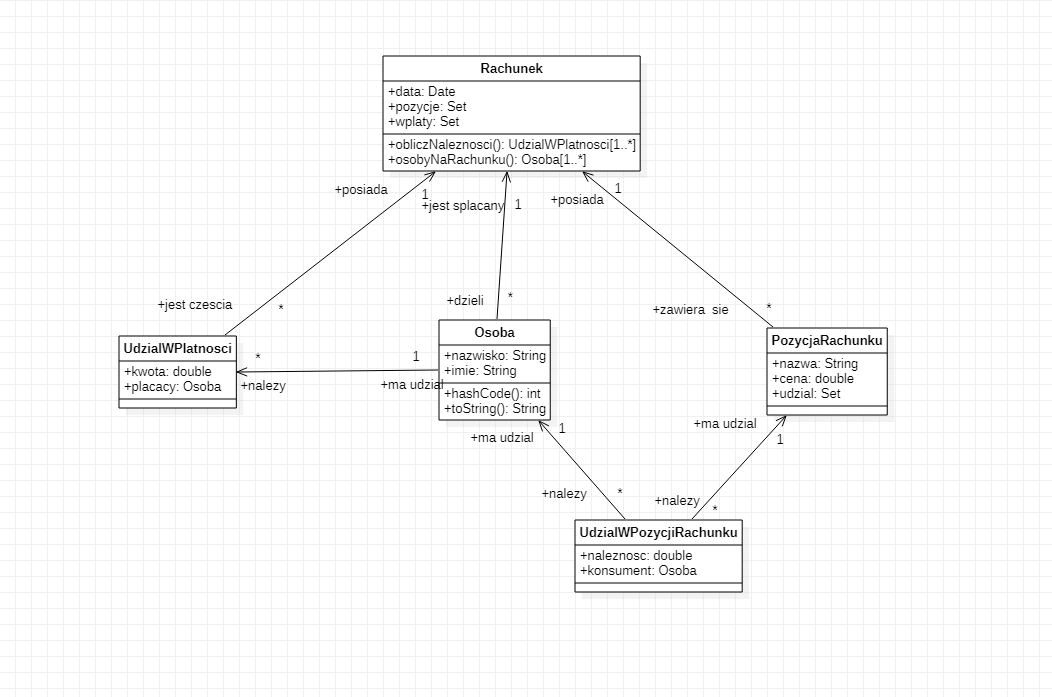 Rachunek
+data: Date
+pozycje: Set
+wplaty: Set
+obliczNaleznosci(): UdzialWPlatnosci[1..*]
+osobyNaRachunku(): Osoba[1..*]
+posiada
1
+jest splacany
1
+posiada
1
+jest czescia
*
+dzieli
*
+zawiera sie
*
UdzialWPlatnosci
+kwota: double
+placacy: Osoba
*
+nalezy
1
+ma udzial
Osoba
+nazwisko: String
+imie: String
+hashCode(): int
+toString(): String
PozycjaRachunku
+nazwa: String
+cena: double
+udzial: Set
+ma udzial
1
+ma udzial
1
+nalezy
*
+nalezy
*
UdzialWPozycjiRachunku
+naleznosc: double
+konsument: Osoba